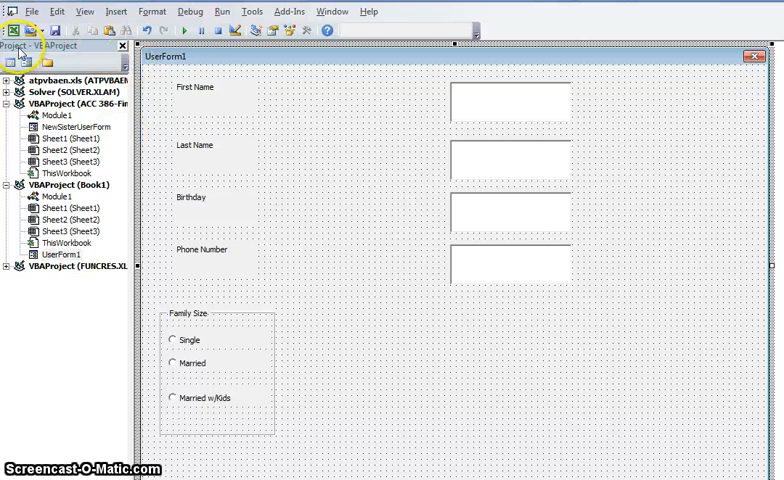 File Edit View Insert Format Debug Run Tools Add-Ins Window Help
Project - VBAProject
UserForm1
atpvbaen.xls (ATPVBAEN
Solver (SOLVER.XLAM)
VBAProject (ACC 386-Fin
Module1
NewSisterUserForm
Sheet1 (Sheet1)
Sheet2 (Sheet2)
Sheet3 (Sheet3)
ThisWorkbook
VBAProject (Book1)
Module1
Sheet1 (Sheet1)
Sheet2 (Sheet2)
Sheet3 (Sheet3)
ThisWorkbook
UserForm1
VBAProject (FUNCRES.XL
First Name
Last Name
Birthday
Phone Number
Family Size
Single
Married
Married w/Kids
Screencast-O-Matic.com